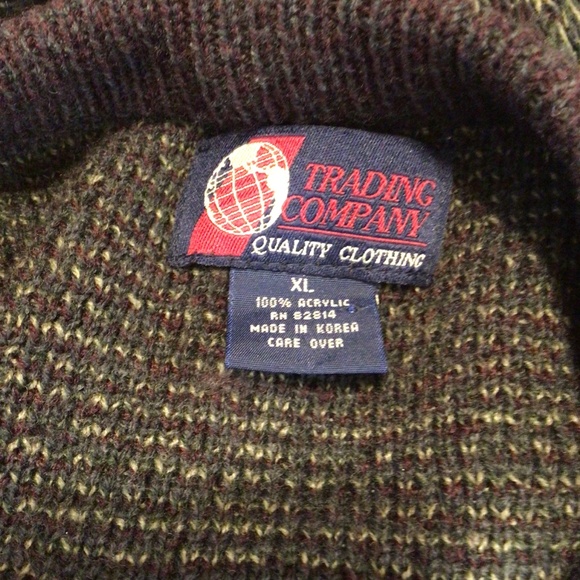 TRADING
COMPANY
QUALITY CLOTHING
XL
100% ACRYLIC
RN 82814
MADE IN KOREA
CARE OVER